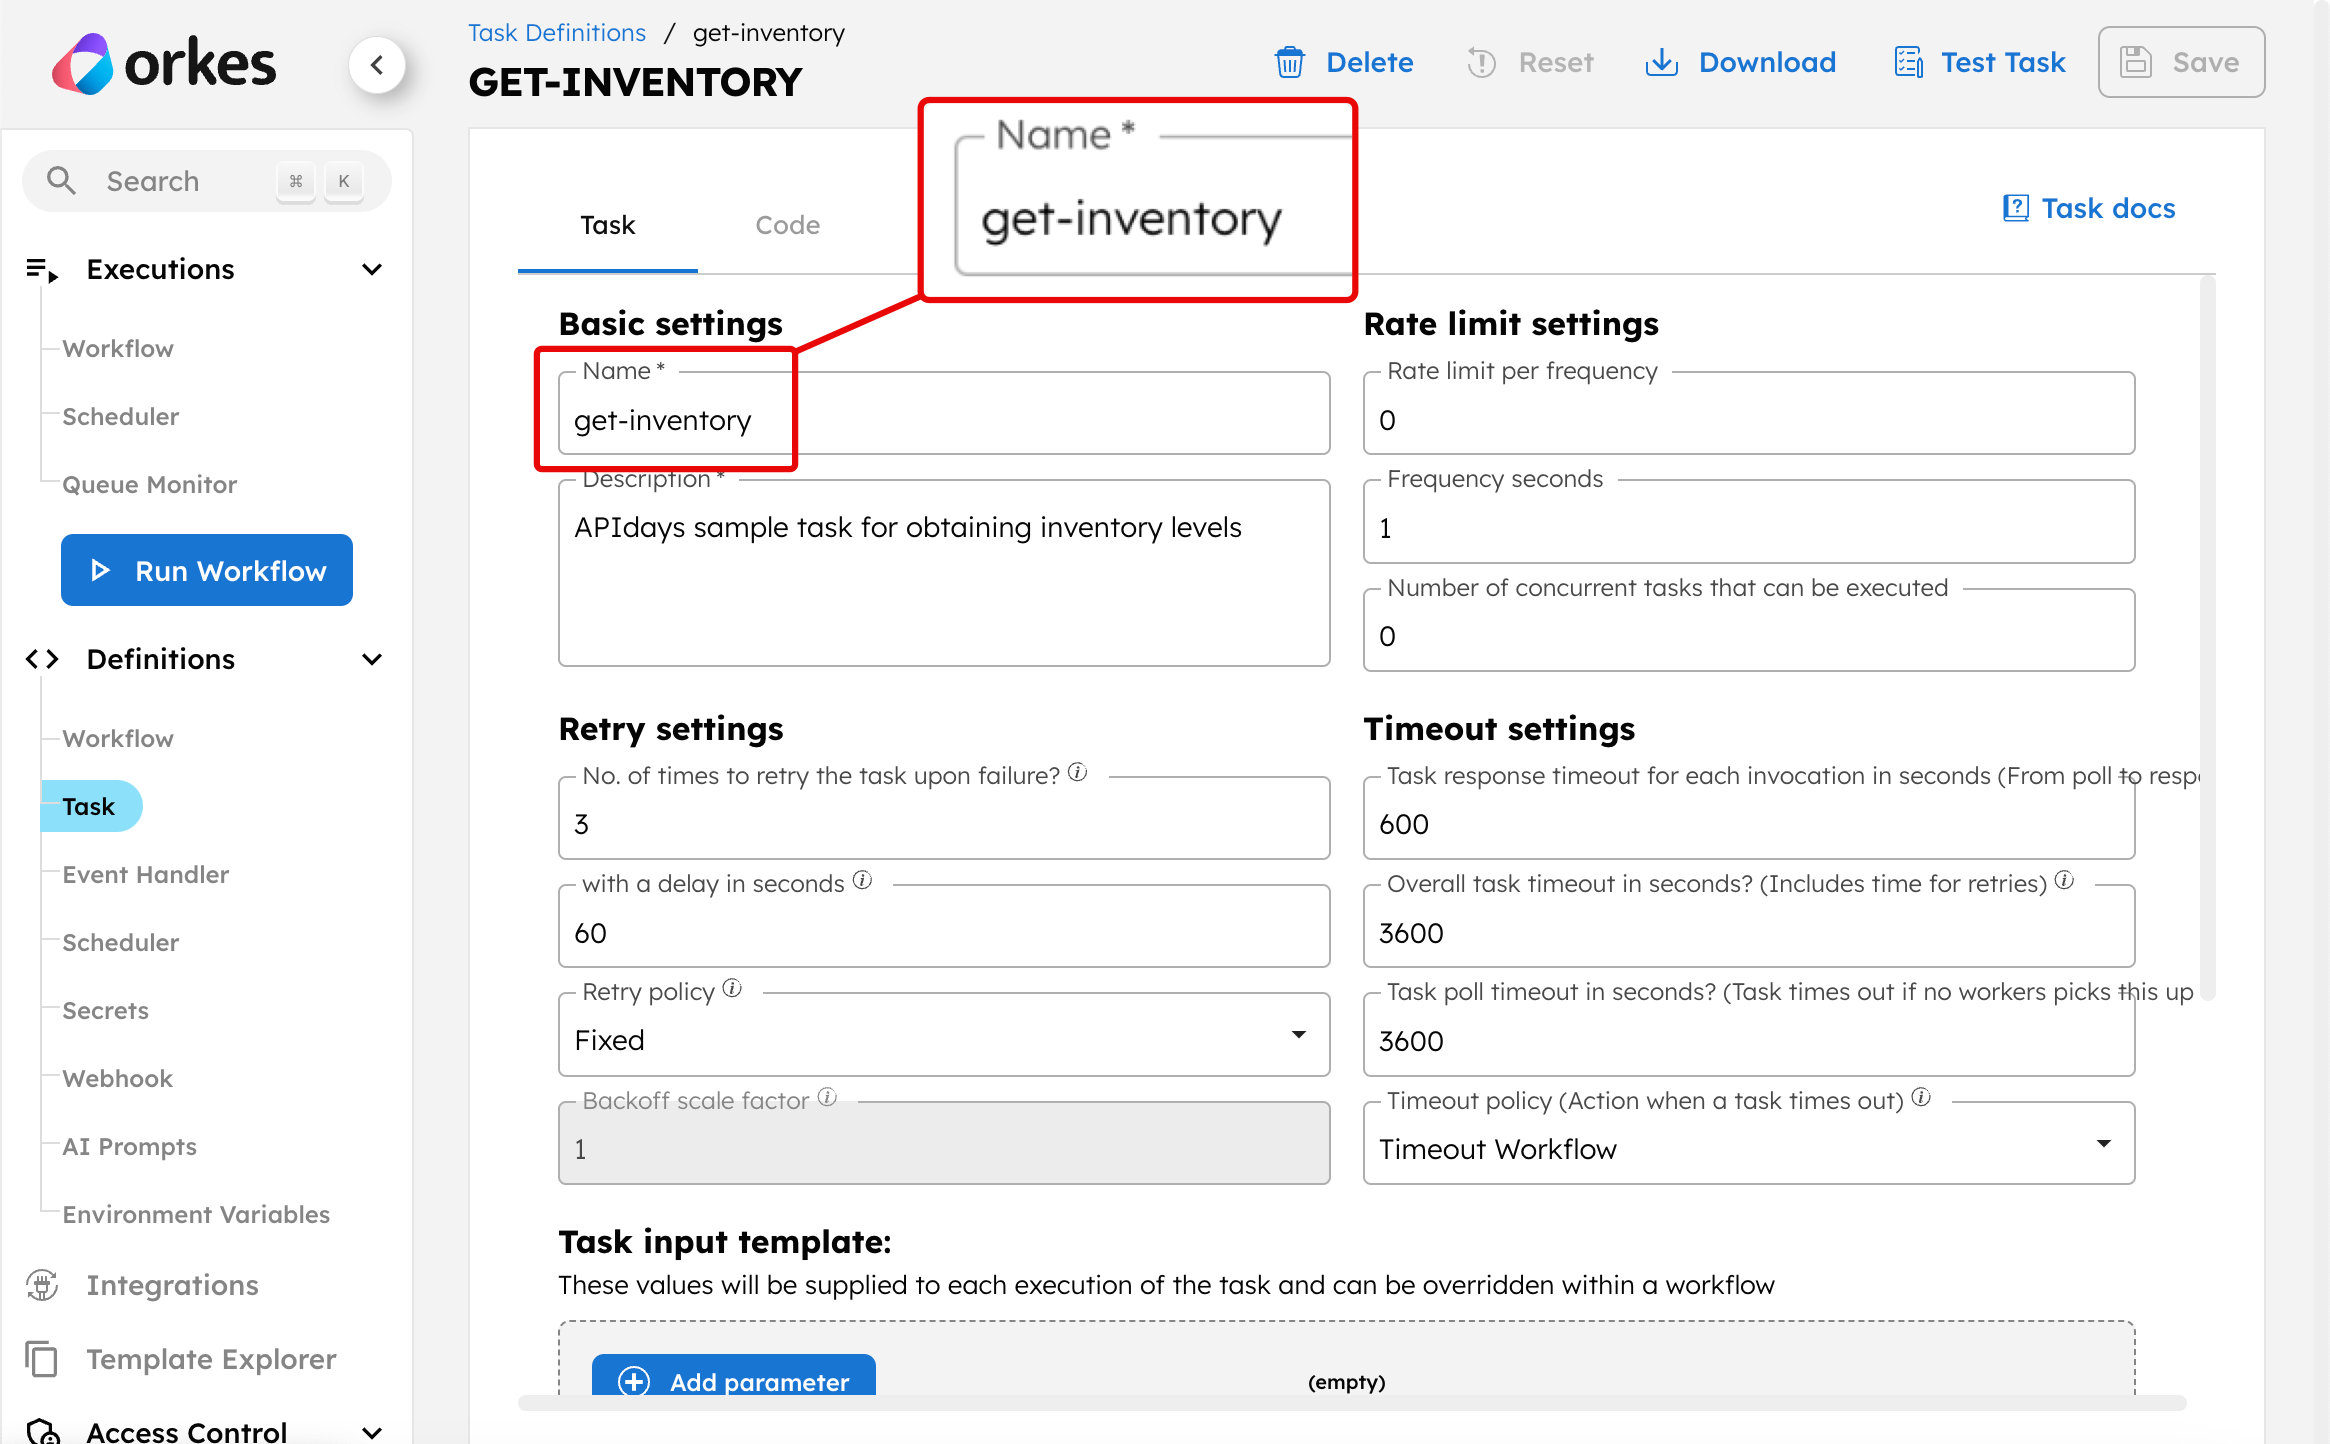 orkes
Search ⌘ K
Executions
Workflow
Scheduler
Queue Monitor
Run Workflow
Definitions
Workflow
Task
Event Handler
Scheduler
Secrets
Webhook
AI Prompts
Environment Variables
Integrations
Template Explorer
Access Control
Task Definitions / get-inventory
GET-INVENTORY
Delete Reset Download Test Task Save
Name *
get-inventory
Task Code
Task docs
Basic settings
Name *
get-inventory
Description *
APIdays sample task for obtaining inventory levels
Rate limit settings
Rate limit per frequency
0
Frequency seconds
1
Number of concurrent tasks that can be executed
0
Retry settings
No. of times to retry the task upon failure?
3
with a delay in seconds
60
Retry policy
Fixed
Backoff scale factor
1
Timeout settings
Task response timeout for each invocation in seconds (From poll to resp
600
Overall task timeout in seconds? (Includes time for retries)
3600
Task poll timeout in seconds? (Task times out if no workers picks this up
3600
Timeout policy (Action when a task times out)
Timeout Workflow
Task input template:
These values will be supplied to each execution of the task and can be overridden within a workflow
Add parameter
(empty)